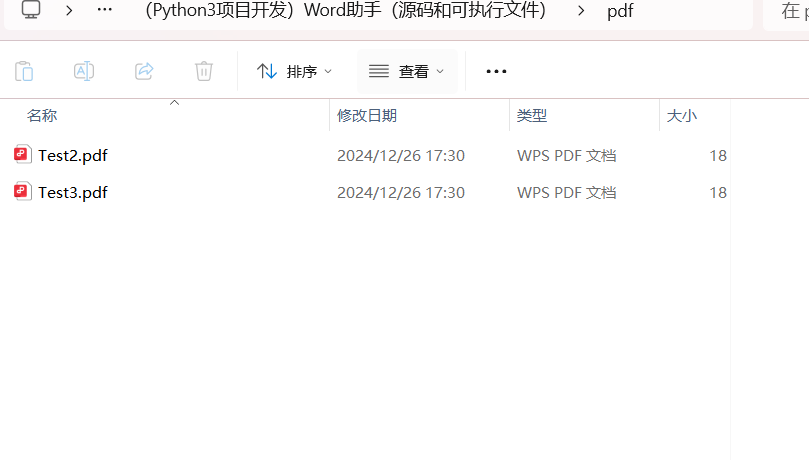 （Python3项目开发）Word助手（源码和可执行文件） pdf 在
排序 查看
名称 修改日期 类型 大小
Test2.pdf 2024/12/26 17:30 WPS PDF 文档 18
Test3.pdf 2024/12/26 17:30 WPS PDF 文档 18